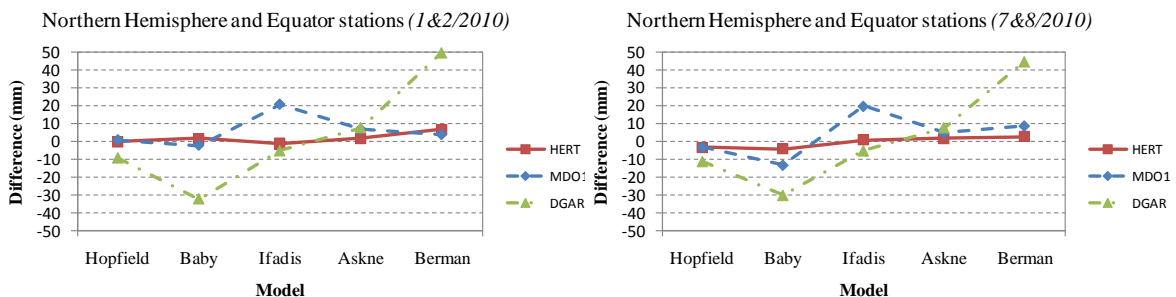 Northern Hemisphere and Equator stations (1&2/2010)
50
40
30
20
10
0
-10
-20
-30
-40
-50
Difference (mm)
Hopfield Baby Ifadis Askne Berman
Model
HERT
MDO1
DGAR
Northern Hemisphere and Equator stations (7&8/2010)
50
40
30
20
10
0
-10
-20
-30
-40
-50
Difference (mm)
Hopfield Baby Ifadis Askne Berman
Model
HERT
MDO1
DGAR